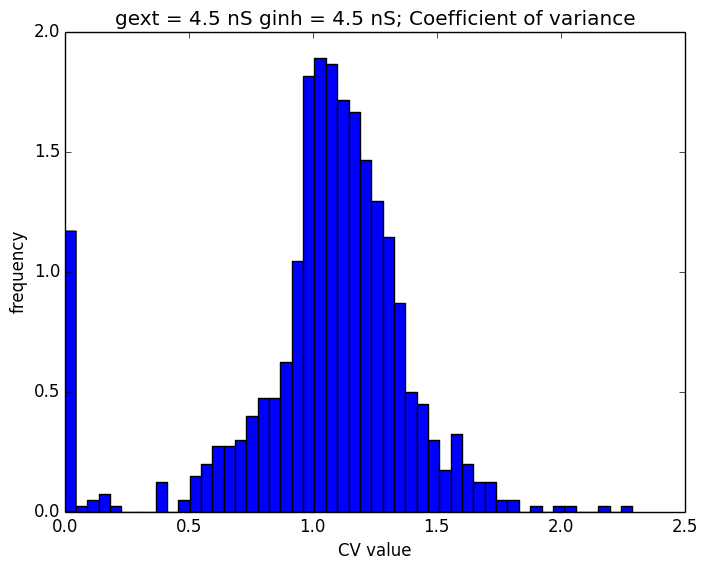 gext = 4.5 nS ginh = 4.5 nS; Coefficient of variance
2.0
1.5
1.0
0.5
0.0
frequency
0.0 0.5 1.0 1.5 2.0 2.5
CV value